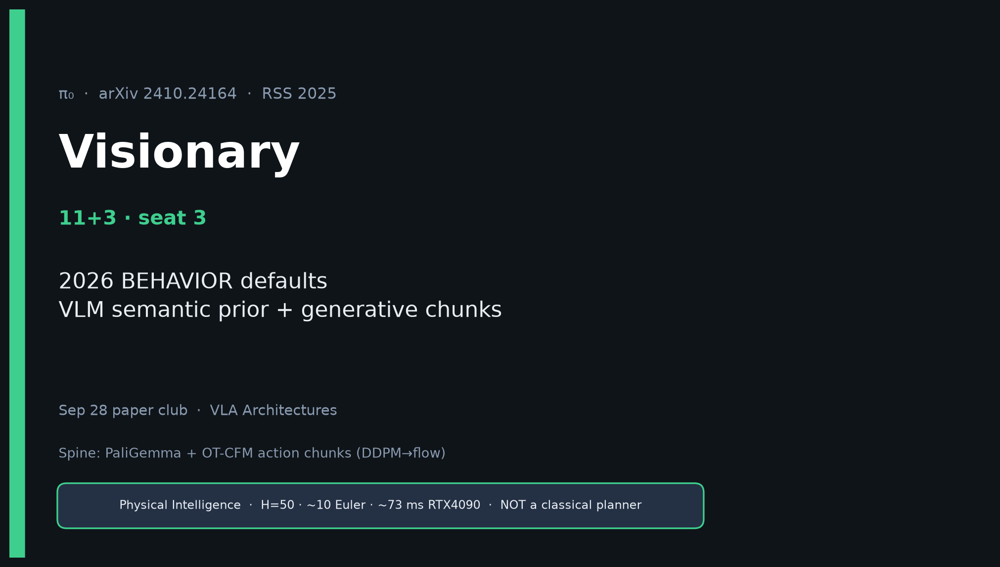 π₀ · arXiv 2410.24164 · RSS 2025
Visionary
11+3 · seat 3
2026 BEHAVIOR defaults
VLM semantic prior + generative chunks
Sep 28 paper club · VLA Architectures
Spine: PaliGemma + OT-CFM action chunks (DDPM→flow)
Physical Intelligence · H=50 · ~10 Euler · ~73 ms RTX4090 · NOT a classical planner